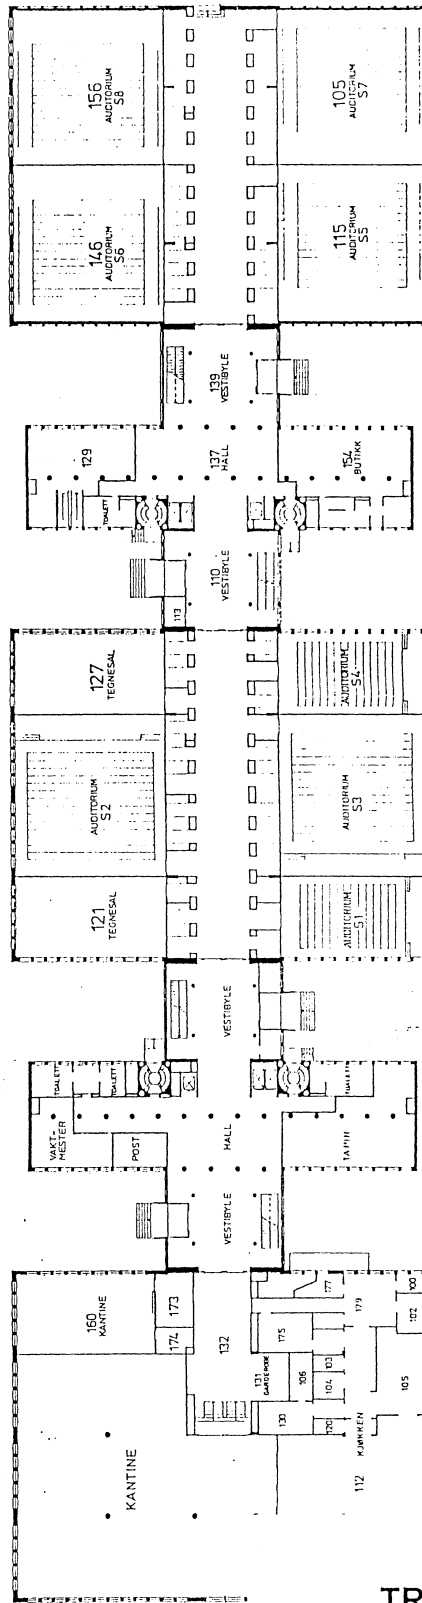 156
AUDITORIUM
S8
105
AUDITORIUM
S7
146
AUDITORIUM
S6
115
AUDITORIUM
S5
139
VESTIBYLE
129
137
HALL
154
BUTIKK
TOALETT
110
VESTIBYLE
113
127
TEGNESAL
AUDITORIUM
S4
AUDITORIUM
S2
AUDITORIUM
S3
121
TEGNESAL
AUDITORIUM
S1
VESTIBYLE
TOALETT
TOALETT
TOALETT
VAKT-
MESTER
POST
HALL
TAPIR
VESTIBYLE
160
KANTINE
173
174
132
177
179
100
102
175
131
GARDEROBE
106
103
104
105
130
120
KJØKKEN
112
KANTINE
TR